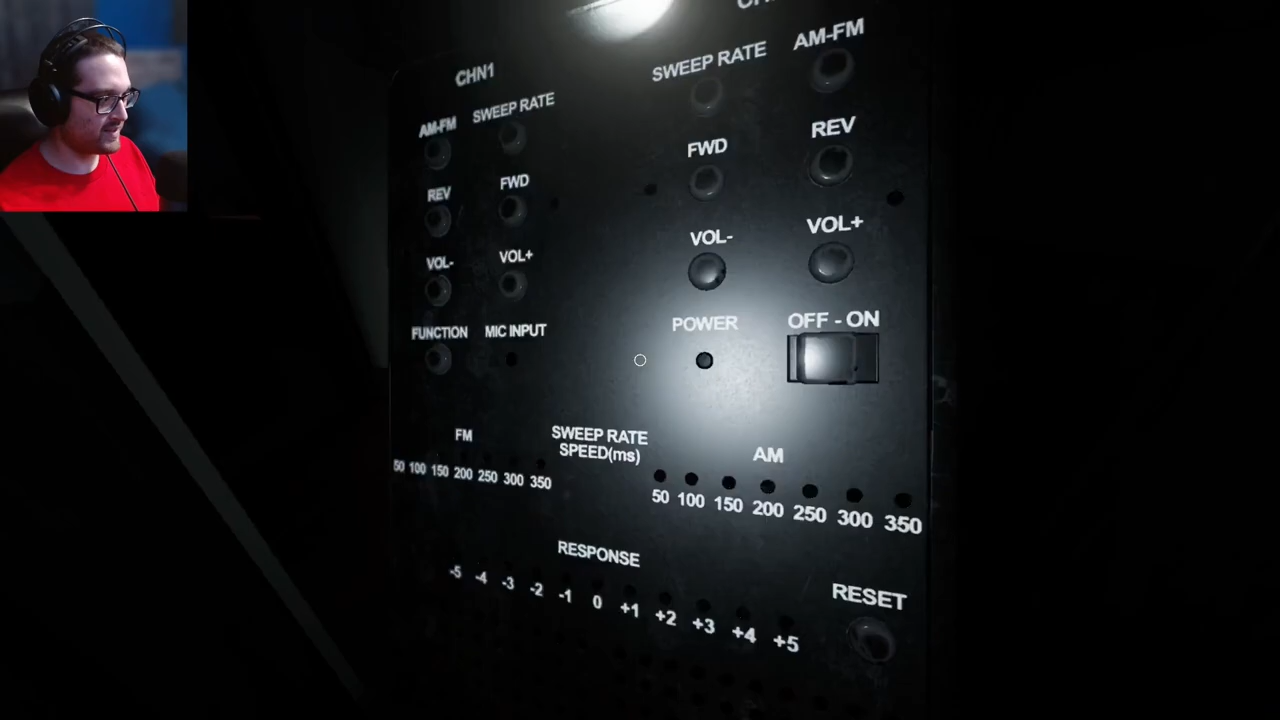 CHN1
AM-FM SWEEP RATE
REV FWD
VOL- VOL+
FUNCTION MIC INPUT
SWEEP RATE AM-FM
FWD REV
VOL- VOL+
POWER OFF - ON
FM
50 100 150 200 250 300 350
SWEEP RATE
SPEED(ms)
AM
50 100 150 200 250 300 350
RESPONSE
-5 -4 -3 -2 -1 0 +1 +2 +3 +4 +5
RESET